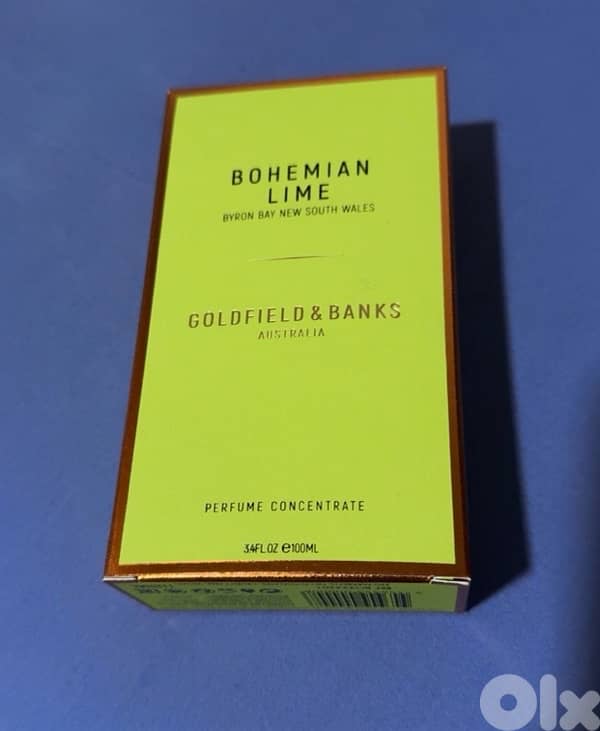 BOHEMIAN
LIME
BYRON BAY NEW SOUTH WALES
GOLDFIELD & BANKS
AUSTRALIA
PERFUME CONCENTRATE
3.4FL.OZ ℮100ML
Olx